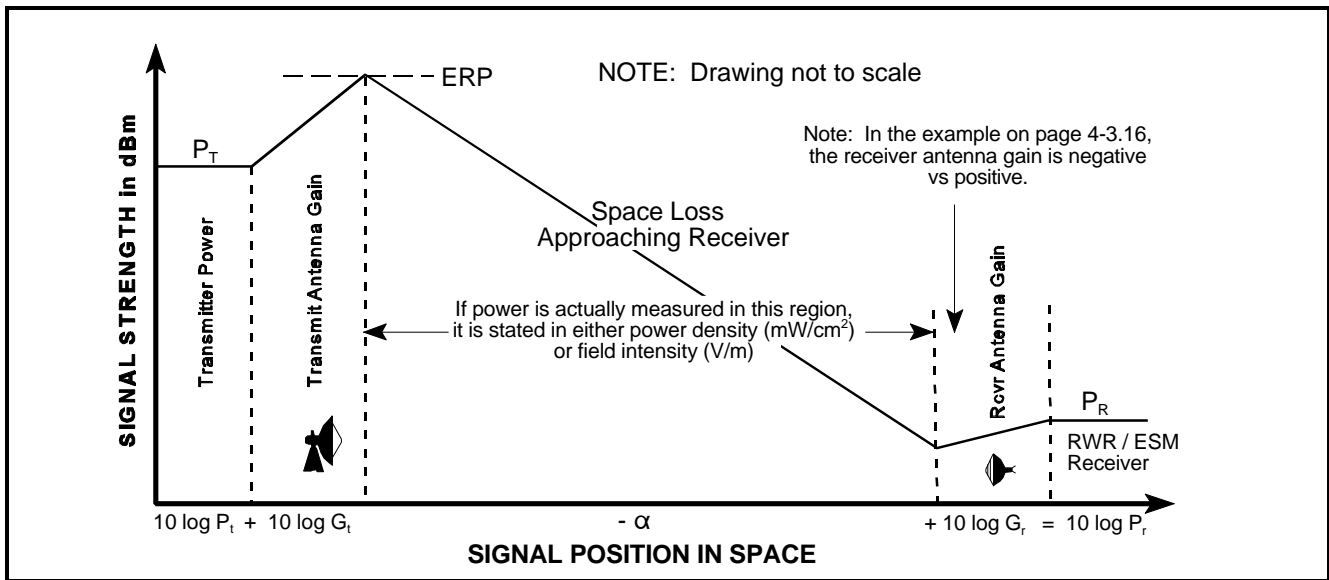 ERP
NOTE: Drawing not to scale
P_T
Note: In the example on page 4-3.16,
the receiver antenna gain is negative
vs positive.
SIGNAL STRENGTH in dBm
Transmitter Power
Transmit Antenna Gain
Space Loss
Approaching Receiver
If power is actually measured in this region,
it is stated in either power density (mW/cm²)
or field intensity (V/m)
Rcvr Antenna Gain
P_R
RWR / ESM
Receiver
10 log P_t + 10 log G_t - α + 10 log G_r = 10 log P_r
SIGNAL POSITION IN SPACE